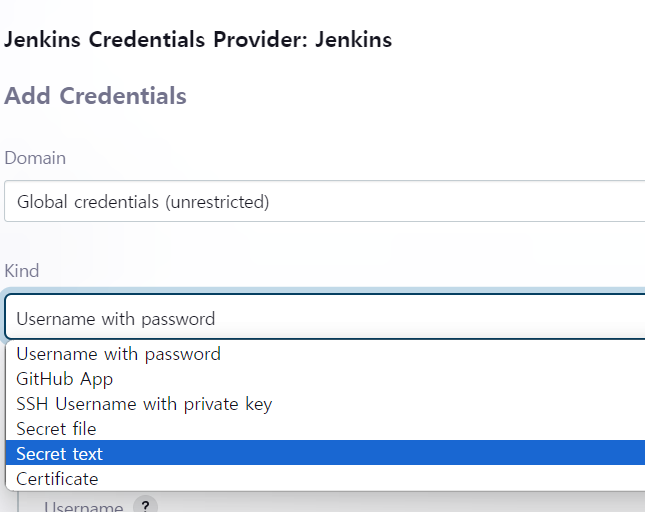 Jenkins Credentials Provider: Jenkins
Add Credentials
Domain
Global credentials (unrestricted)
Kind
Username with password
Username with password
GitHub App
SSH Username with private key
Secret file
Secret text
Certificate
Username ?